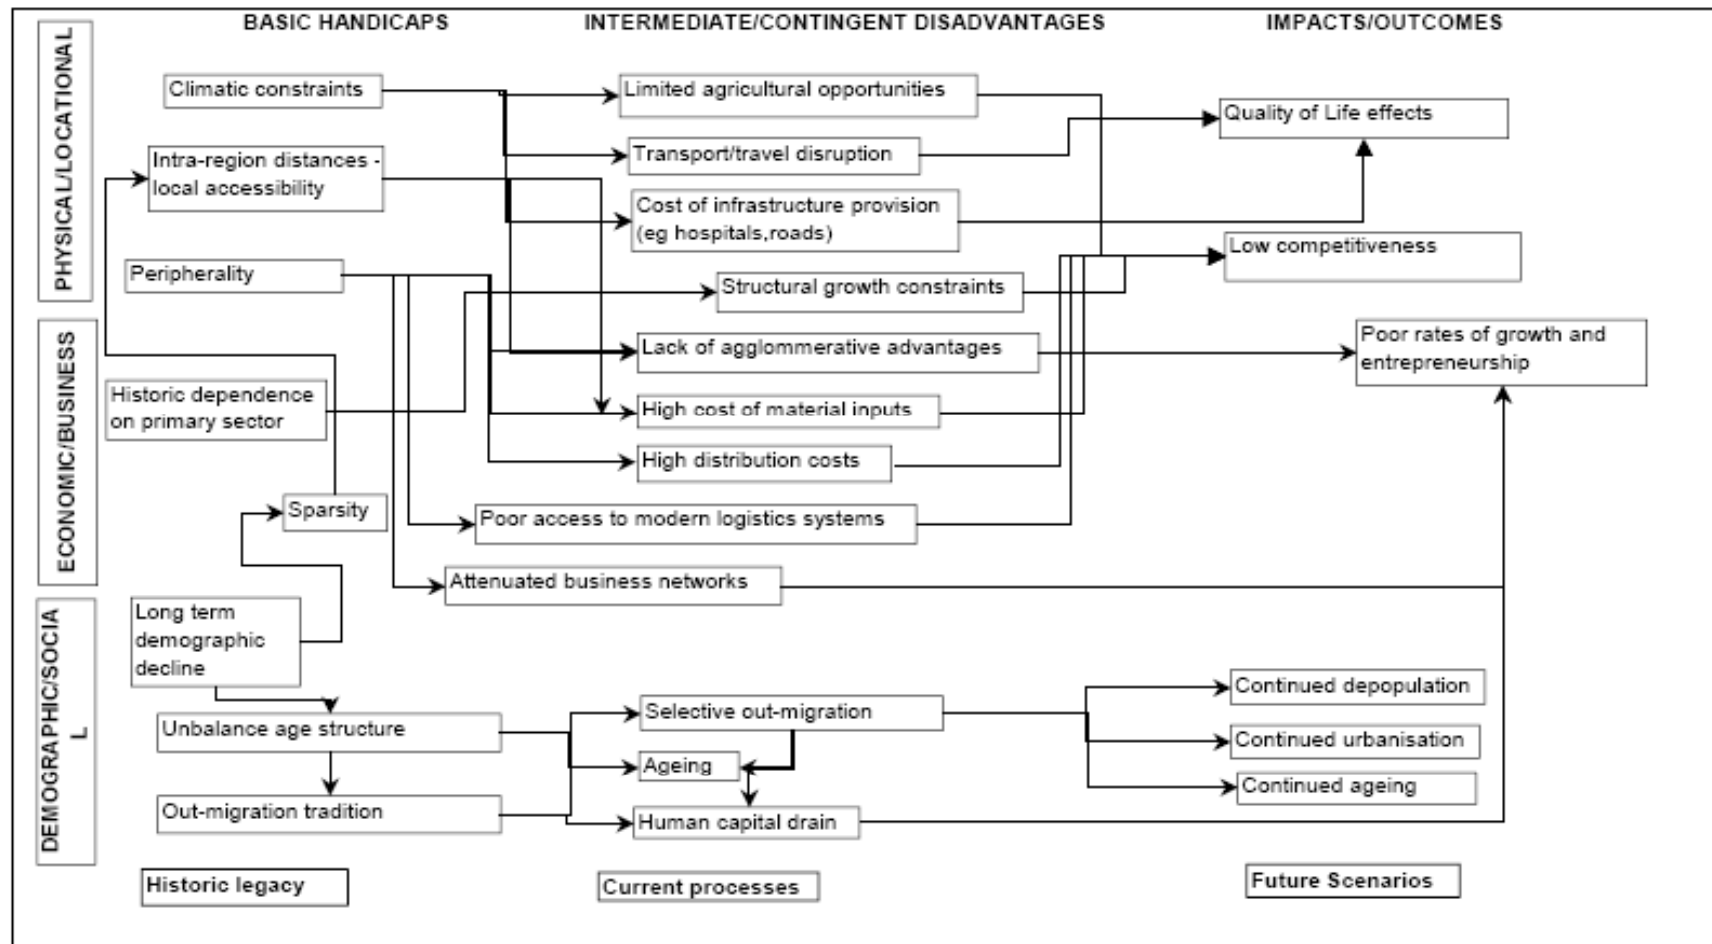 BASIC HANDICAPS
INTERMEDIATE/CONTINGENT DISADVANTAGES
IMPACTS/OUTCOMES
PHYSICAL/LOCATIONAL
Climatic constraints
Intra-region distances -
local accessibility
Peripherality
Limited agricultural opportunities
Transport/travel disruption
Cost of infrastructure provision
(eg hospitals,roads)
Structural growth constraints
Quality of Life effects
Low competitiveness
ECONOMIC/BUSINESS
Historic dependence
on primary sector
Sparsity
Lack of agglommerative advantages
High cost of material inputs
High distribution costs
Poor access to modern logistics systems
Attenuated business networks
Poor rates of growth and
entrepreneurship
DEMOGRAPHIC/SOCIA
L
Long term
demographic
decline
Unbalance age structure
Out-migration tradition
Selective out-migration
Ageing
Human capital drain
Continued depopulation
Continued urbanisation
Continued ageing
Historic legacy
Current processes
Future Scenarios